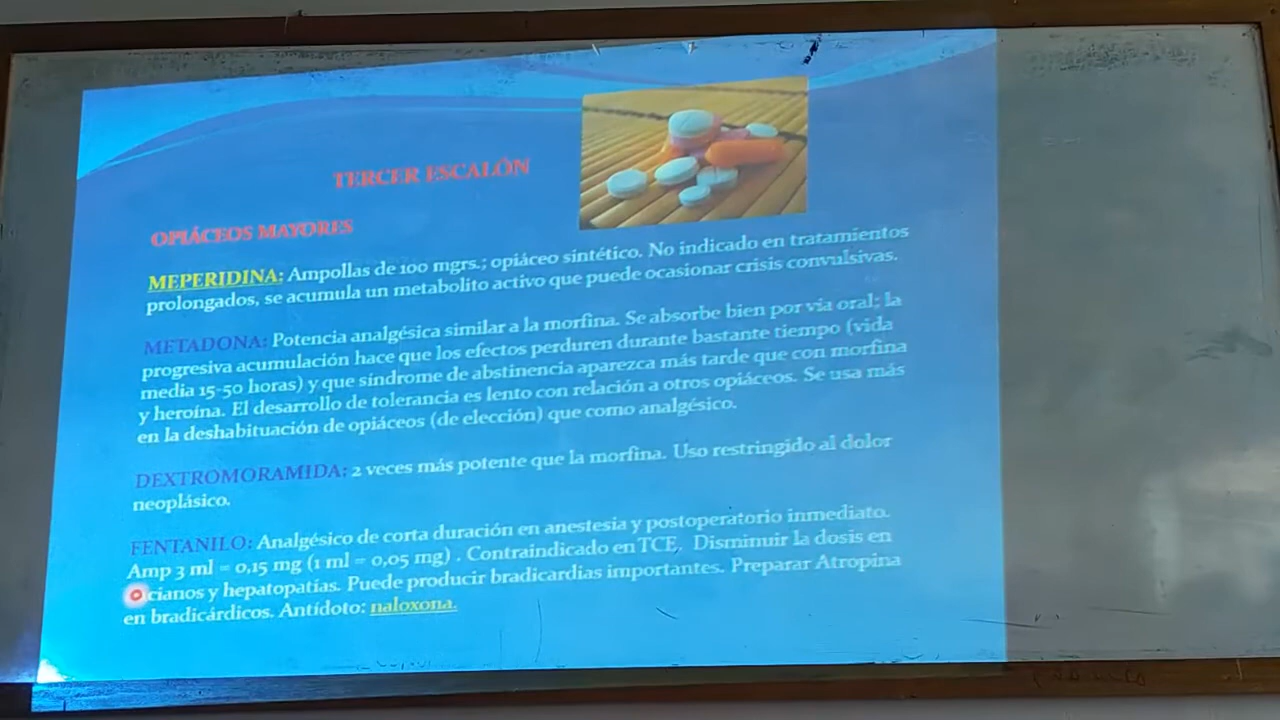 TERCER ESCALÓN
OPIÁCEOS MAYORES
MEPERIDINA: Ampollas de 100 mgrs.; opiáceo sintético. No indicado en tratamientos
prolongados, se acumula un metabolito activo que puede ocasionar crisis convulsivas.
METADONA: Potencia analgésica similar a la morfina. Se absorbe bien por vía oral; la
progresiva acumulación hace que los efectos perduren durante bastante tiempo (vida
media 15-50 horas) y que síndrome de abstinencia aparezca más tarde que con morfina
y heroína. El desarrollo de tolerancia es lento con relación a otros opiáceos. Se usa más
en la deshabituación de opiáceos (de elección) que como analgésico.
DEXTROMORAMIDA: 2 veces más potente que la morfina. Uso restringido al dolor
neoplásico.
FENTANILO: Analgésico de corta duración en anestesia y postoperatorio inmediato.
Amp 3 ml = 0,15 mg (1 ml = 0,05 mg) . Contraindicado en TCE. Disminuir la dosis en
cianos y hepatopatías. Puede producir bradicardias importantes. Preparar Atropina
en bradicárdicos. Antídoto: naloxona.